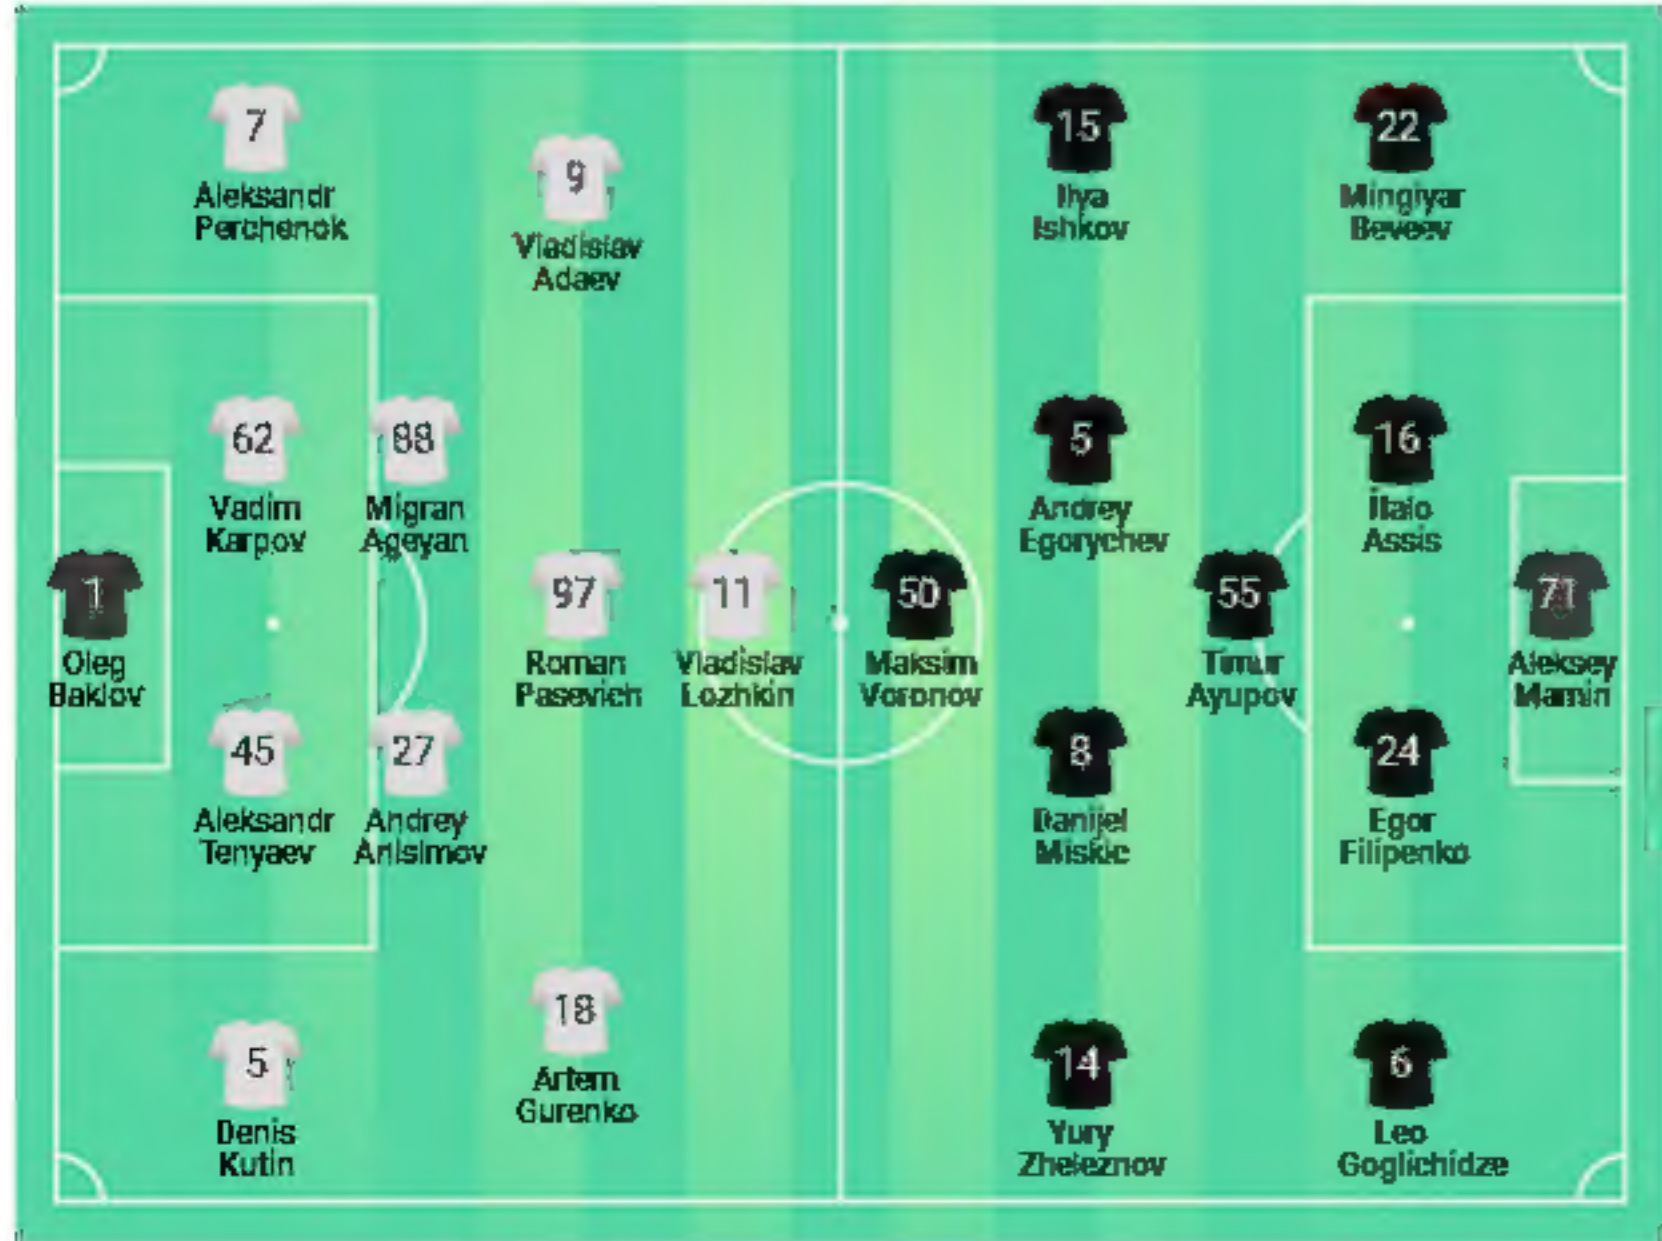 7
Aleksandr
Perchenok
9
Vladislav
Adaev
15
Ilya
Ishkov
22
Mingiyar
Beveev
62
Vadim
Karpov
88
Migran
Ageyan
5
Andrey
Egorychev
16
Ítalo
Assis
1
Oleg
Baklov
97
Roman
Pasevich
11
Vladislav
Lozhkin
50
Maksim
Voronov
55
Timur
Ayupov
71
Aleksey
Mamin
45
Aleksandr
Tenyaev
27
Andrey
Anisimov
8
Danijel
Miskic
24
Egor
Filipenko
18
Artem
Gurenko
5
Denis
Kutin
14
Yury
Zheleznov
6
Leo
Goglichidze